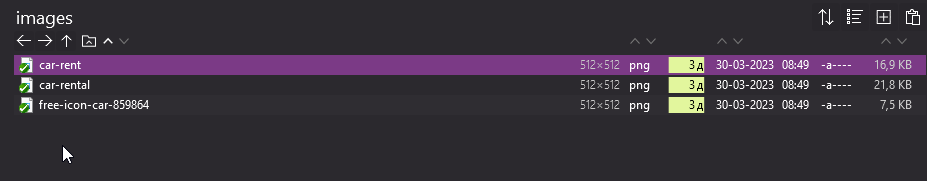 images
car-rent 512×512 png 3 д 30-03-2023 08:49 -a---- 16,9 KB
car-rental 512×512 png 3 д 30-03-2023 08:49 -a---- 21,8 KB
free-icon-car-859864 512×512 png 3 д 30-03-2023 08:49 -a---- 7,5 KB